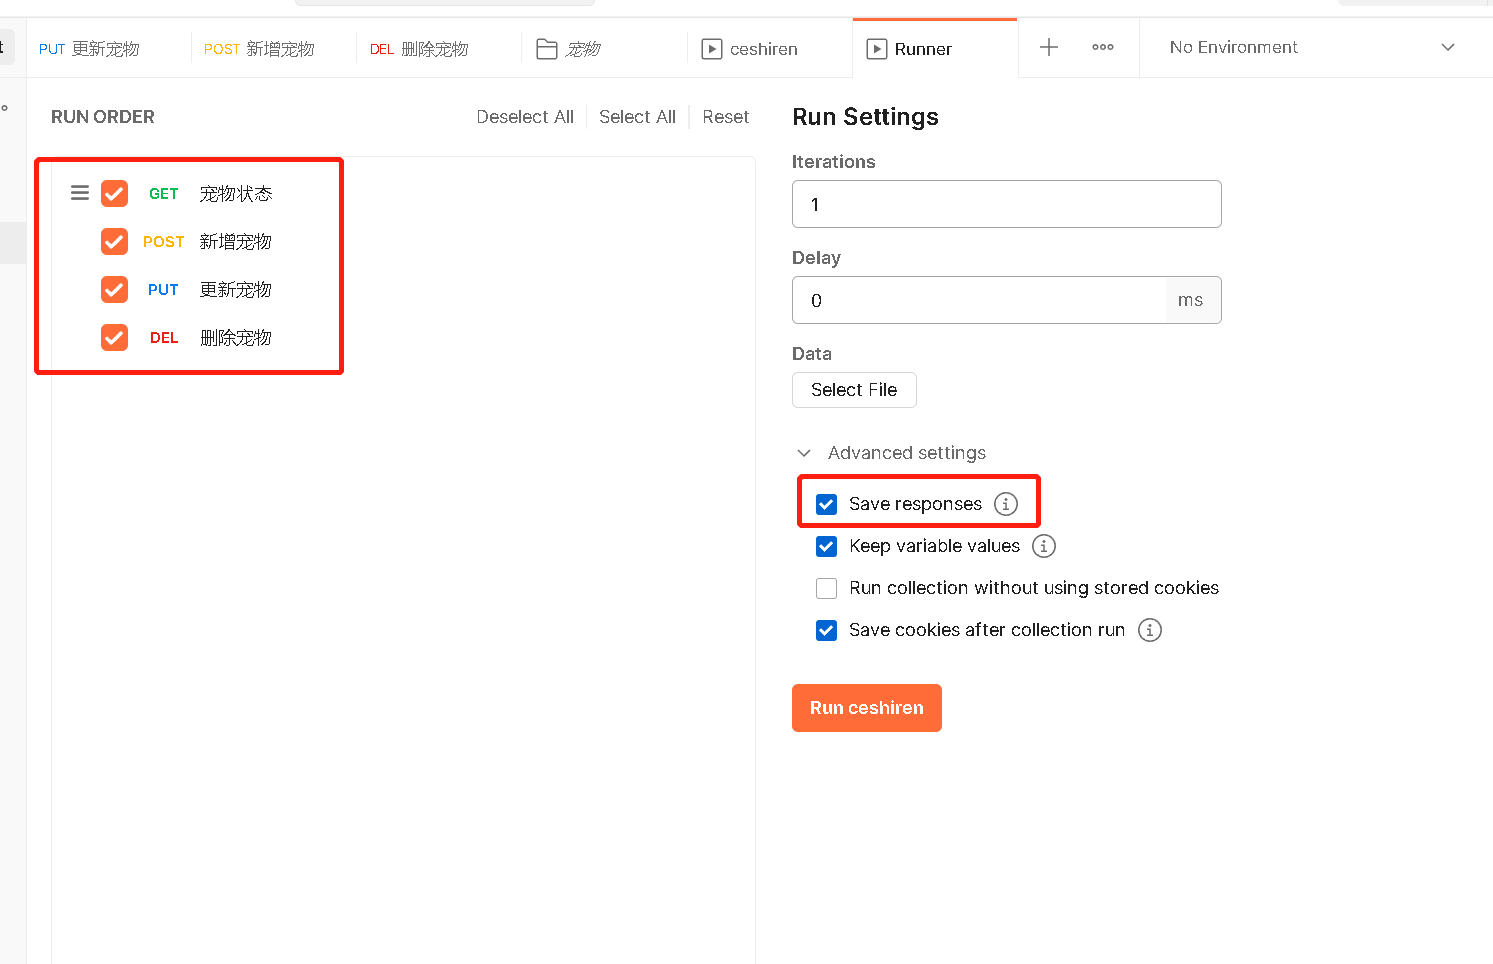 PUT 更新宠物 POST 新增宠物 DEL 删除宠物 宠物 ceshiren Runner No Environment
RUN ORDER Deselect All Select All Reset
GET 宠物状态
POST 新增宠物
PUT 更新宠物
DEL 删除宠物
Run Settings
Iterations
1
Delay
0 ms
Data
Select File
Advanced settings
Save responses
Keep variable values
Run collection without using stored cookies
Save cookies after collection run
Run ceshiren